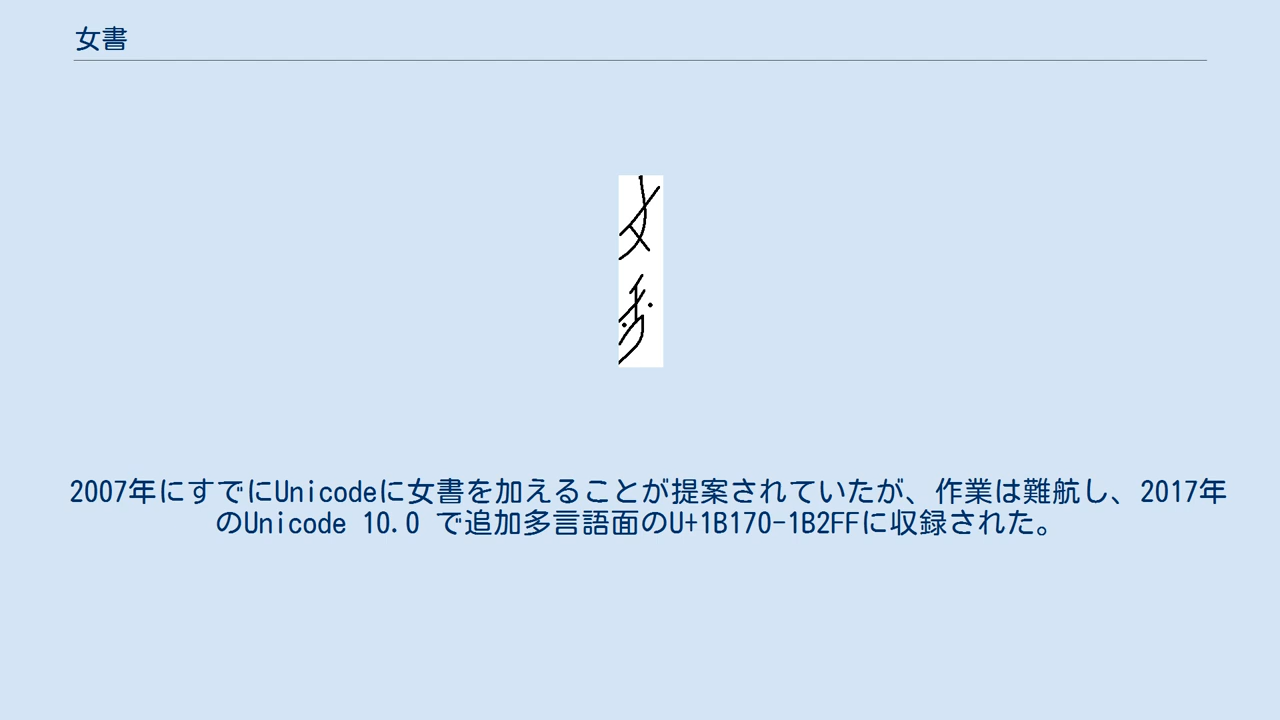 女書
2007年にすでにUnicodeに女書を加えることが提案されていたが、作業は難航し、2017年
のUnicode 10.0 で追加多言語面のU+1B170-1B2FFに収録された。